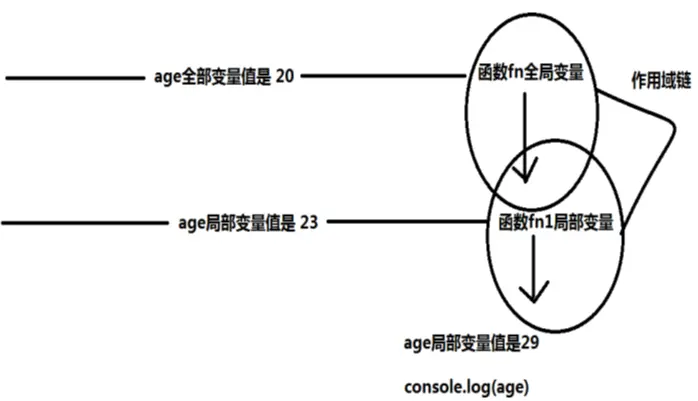 age全部变量值是 20
函数fn全局变量
作用域链
age局部变量值是 23
函数fn1局部变量
age局部变量值是29
console.log(age)